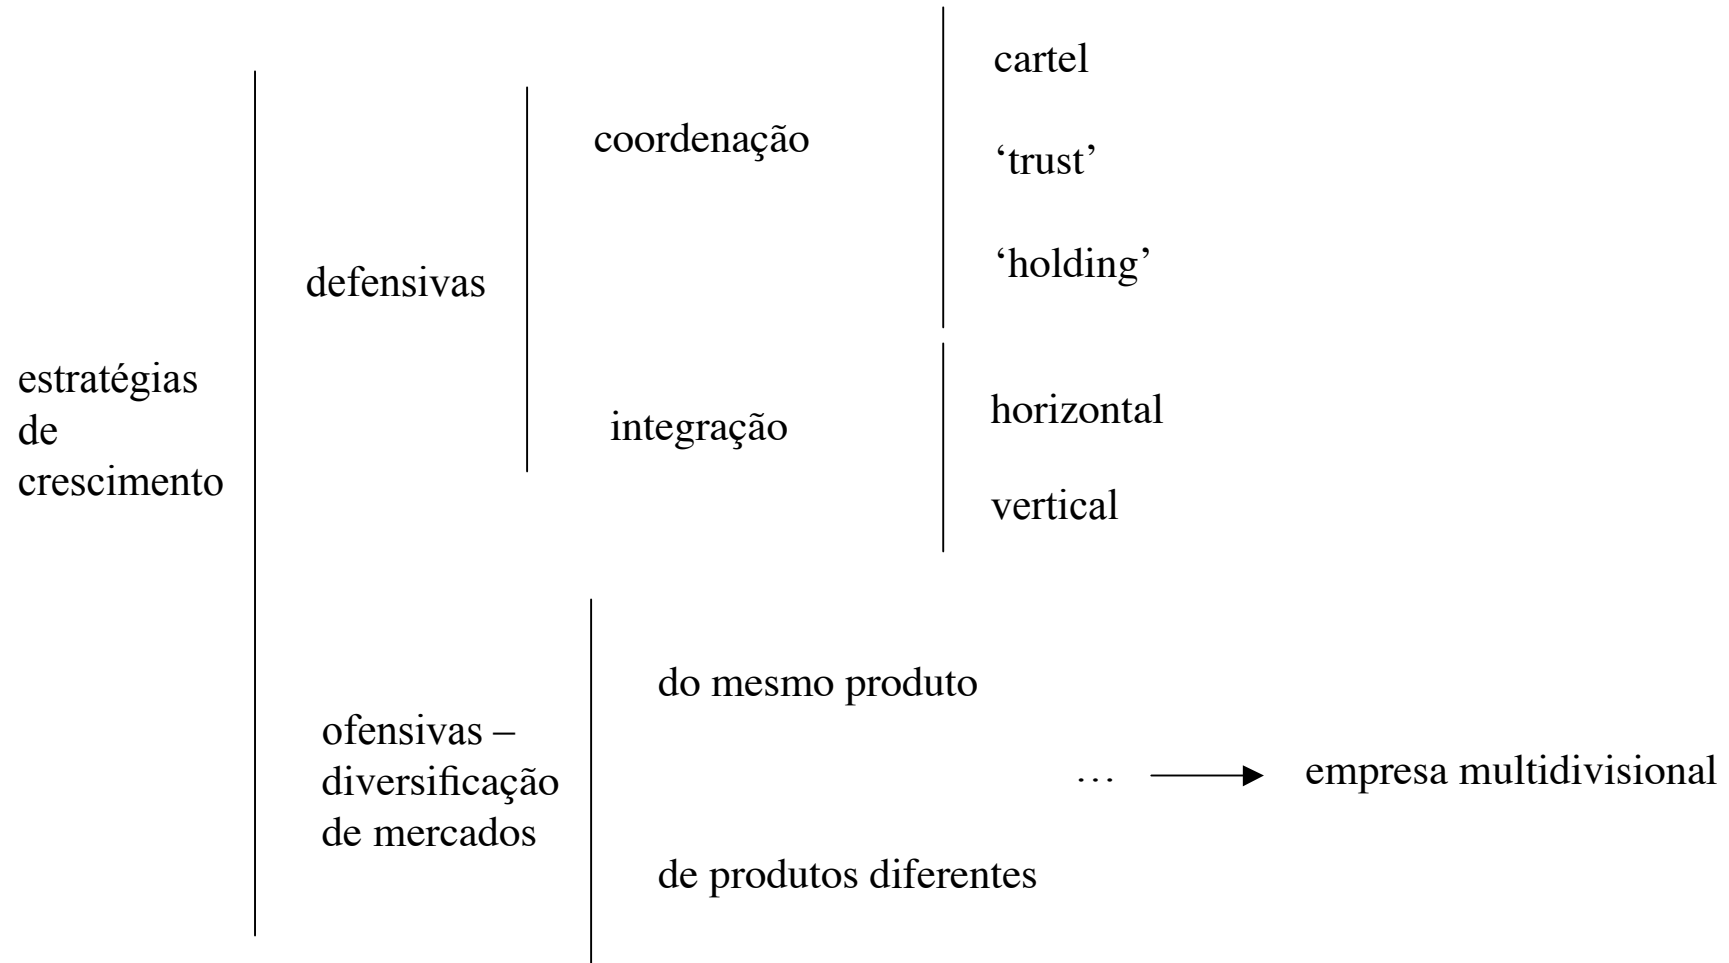 cartel
coordenação
‘trust’
‘holding’
defensivas
estratégias
de
crescimento
horizontal
integração
vertical
do mesmo produto
ofensivas –
diversificação
de mercados
… empresa multidivisional
de produtos diferentes